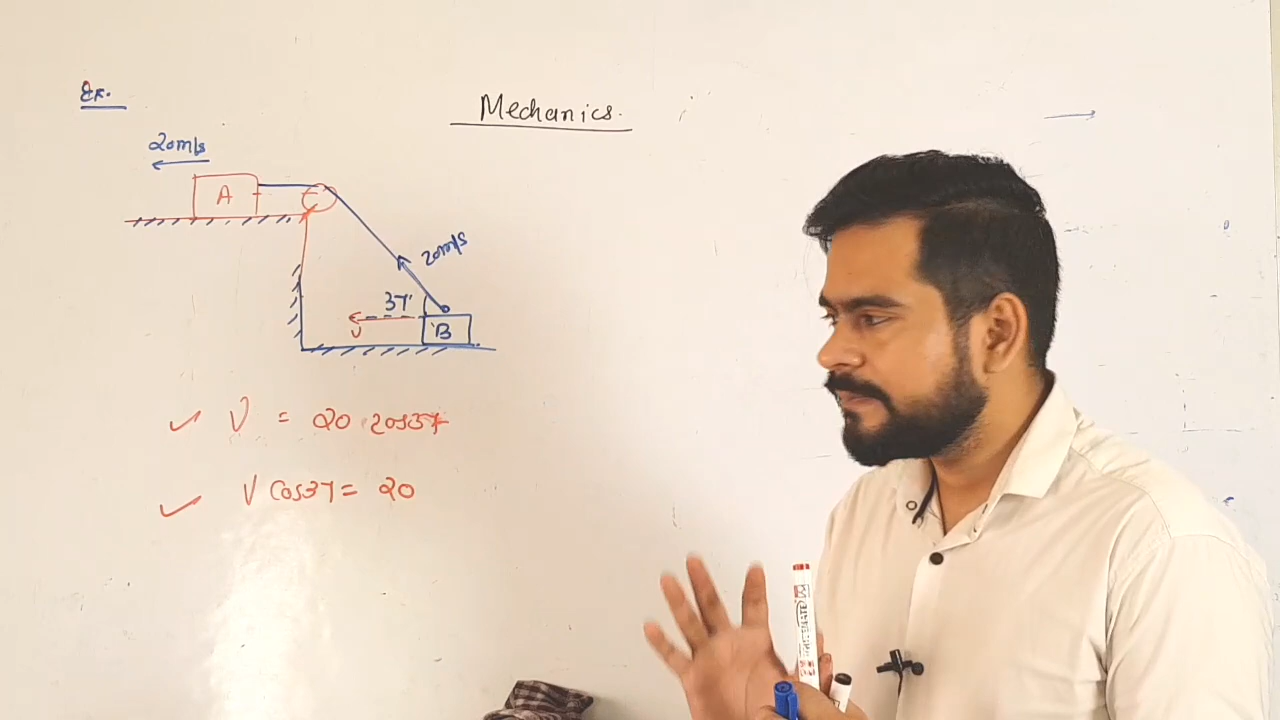 Ex.
Mechanics.
20m/s
A
20m/s
37°
V
B
V = 20 cos37
V cos37 = 20